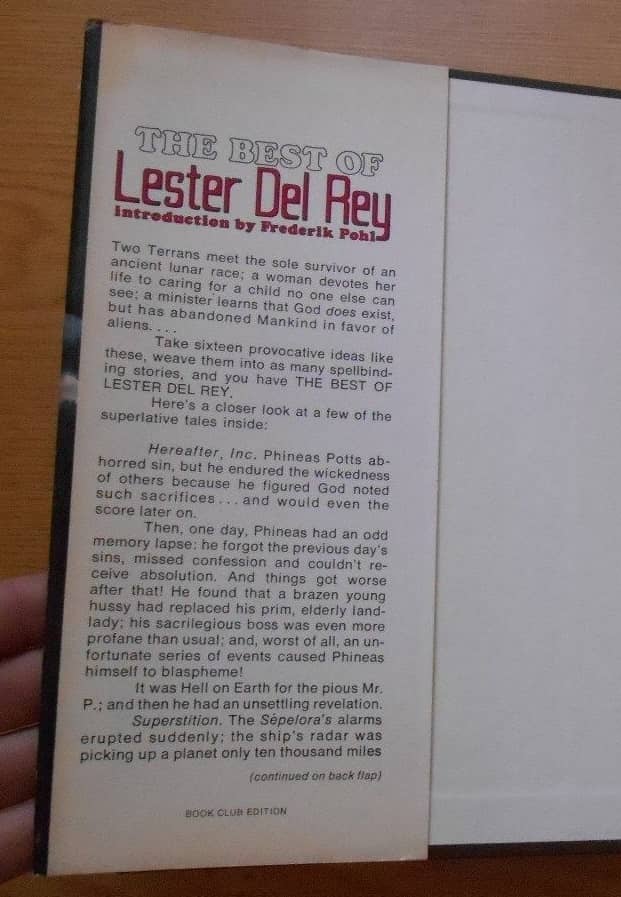 THE BEST OF
Lester Del Rey
Introduction by Frederik Pohl
Two Terrans meet the sole survivor of an
ancient lunar race; a woman devotes her
life to caring for a child no one else can
see; a minister learns that God does exist,
but has abandoned Mankind in favor of
aliens. . . .
Take sixteen provocative ideas like
these, weave them into as many spellbind-
ing stories, and you have THE BEST OF
LESTER DEL REY.
Here's a closer look at a few of the
superlative tales inside:
Hereafter, Inc. Phineas Potts ab-
horred sin, but he endured the wickedness
of others because he figured God noted
such sacrifices . . . and would even the
score later on.
Then, one day, Phineas had an odd
memory lapse: he forgot the previous day's
sins, missed confession and couldn't re-
ceive absolution. And things got worse
after that! He found that a brazen young
hussy had replaced his prim, elderly land-
lady; his sacrilegious boss was even more
profane than usual; and, worst of all, an un-
fortunate series of events caused Phineas
himself to blaspheme!
It was Hell on Earth for the pious Mr.
P.; and then he had an unsettling revelation.
Superstition. The Sèpelora's alarms
erupted suddenly; the ship's radar was
picking up a planet only ten thousand miles
(continued on back flap)
BOOK CLUB EDITION